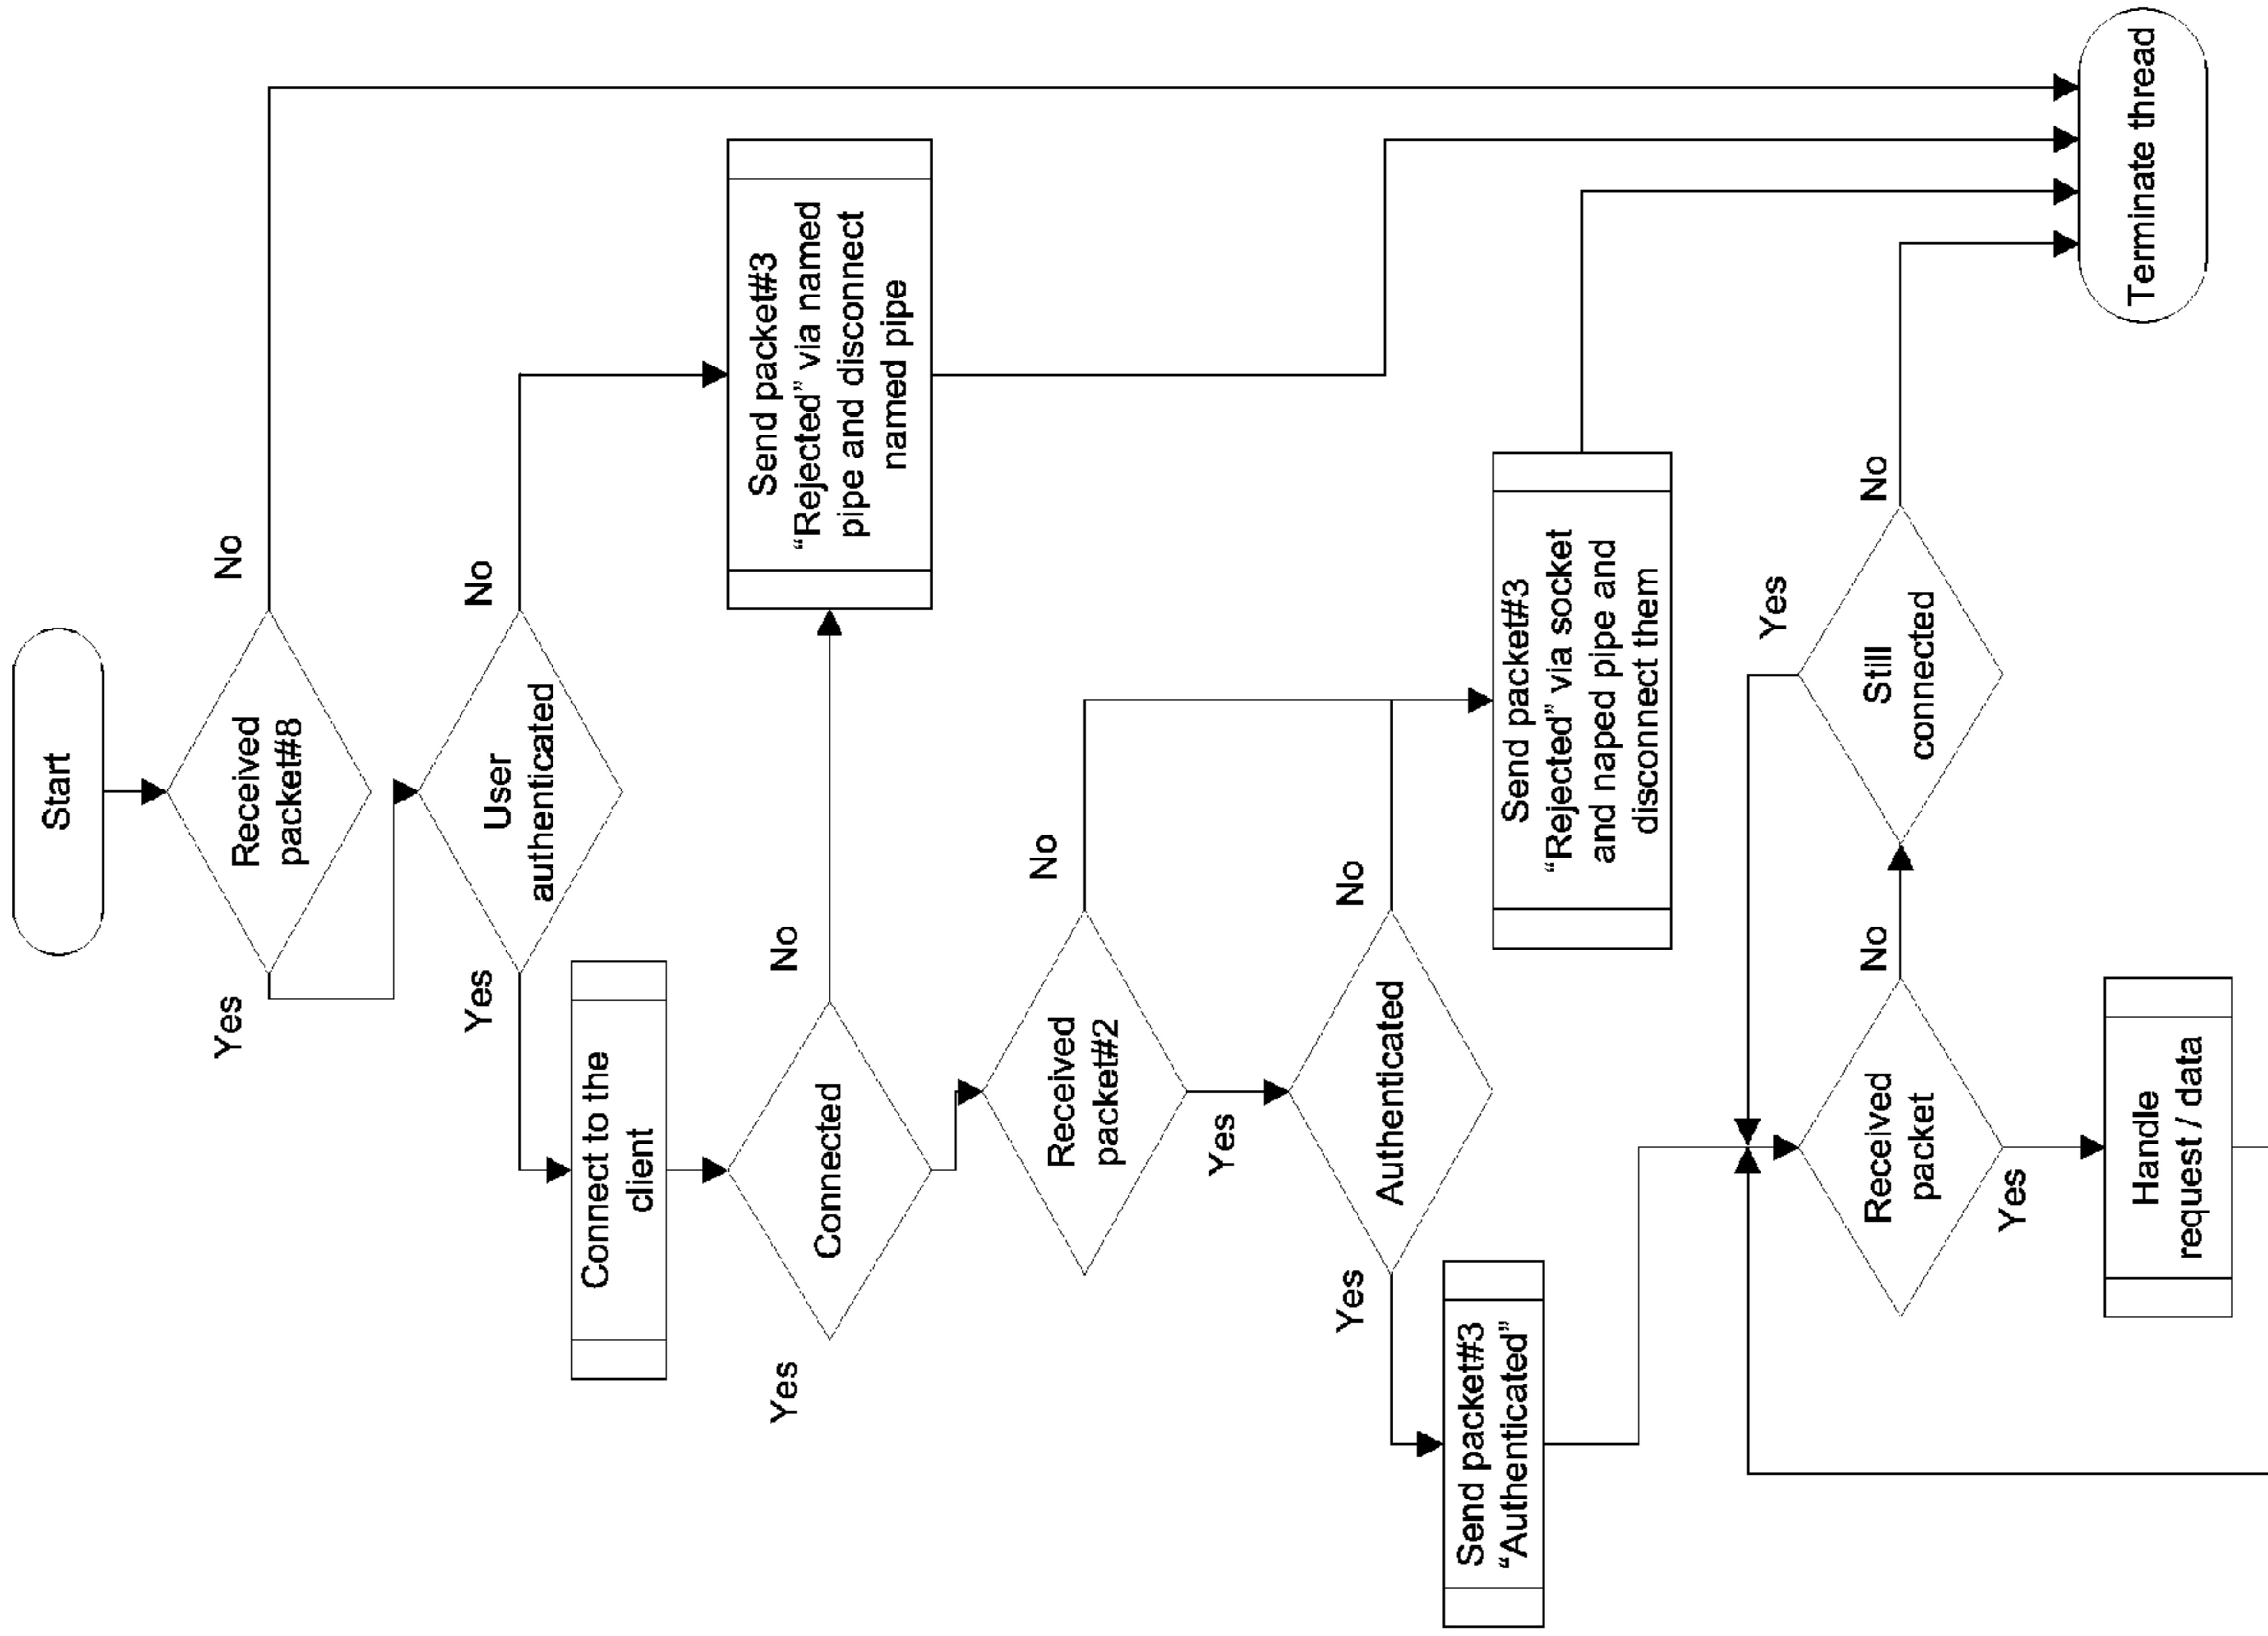 Start
Received
packet#8
No
Yes
User
authenticated
No
Yes
Connect to the
client
Send packet#3
“Rejected” via named
pipe and disconnect
named pipe
Connected
No
Yes
Received
packet#2
No
Yes
Authenticated
No
Yes
Send packet#3
“Authenticated”
Send packet#3
“Rejected” via socket
and naped pipe and
disconnect them
Received
packet
No
Yes
Still
connected
Yes
No
Handle
request / data
Terminate thread